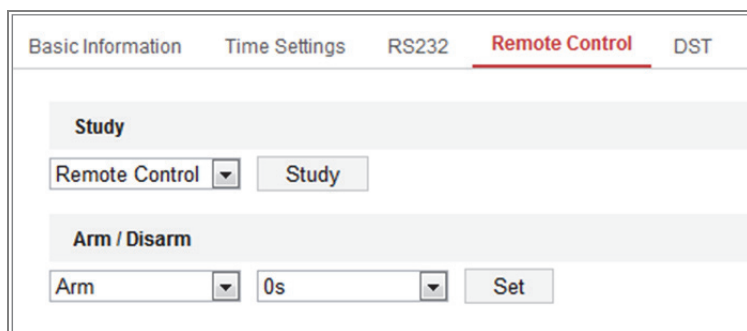 Basic Information Time Settings RS232 Remote Control DST
Study
Remote Control Study
Arm / Disarm
Arm 0s Set